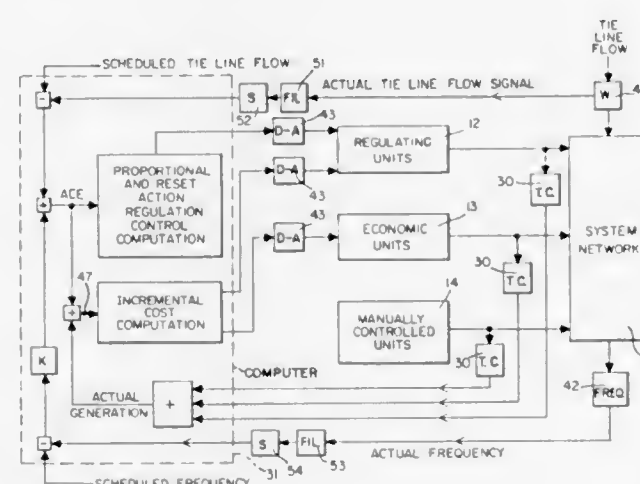 TIE
LINE
FLOW
SCHEDULED TIE LINE FLOW
51
ACTUAL TIE LINE FLOW SIGNAL
-
S
FIL
W
52
43
12
D-A
REGULATING
UNITS
PROPORTIONAL
AND RESET
ACTION
REGULATION
CONTROL
COMPUTATION
D-A
43
30
T.C.
+
ACE
43
13
D-A
ECONOMIC
UNITS
SYSTEM
NETWORK
47
30
T.C.
+
INCREMENTAL
COST
COMPUTATION
14
MANUALLY
CONTROLLED
UNITS
K
30
T.C.
COMPUTER
ACTUAL
GENERATION
+
42
FREQ.
-
S
FIL
ACTUAL FREQUENCY
31
54
53
SCHEDULED FREQUENCY